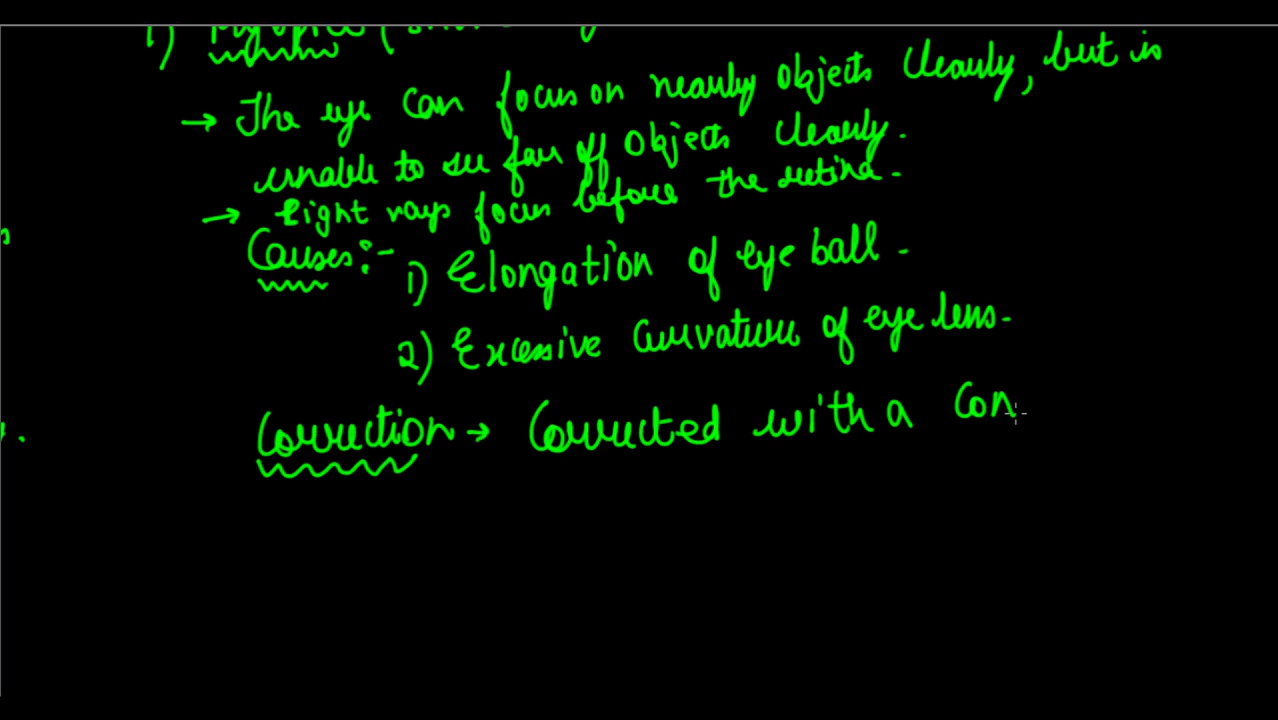 1) Myopia (
→ The eye can focus on nearby objects clearly, but is
unable to see far off objects clearly.
→ Light rays focus before the retina.
Causes:- 1) Elongation of eye ball.
2) Excessive curvature of eye lens.
Correction → Corrected with a Con